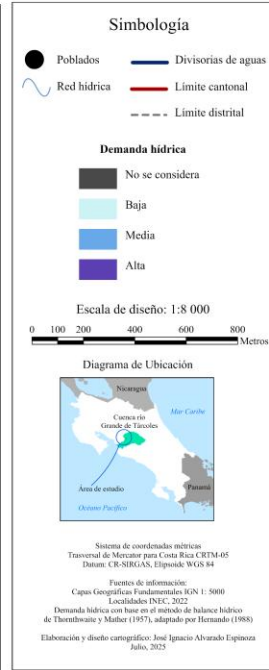 Simbología
Poblados
Divisorias de aguas
Red hídrica
Límite cantonal
Límite distrital
Demanda hídrica
No se considera
Baja
Media
Alta
Escala de diseño: 1:8 000
0 100 200 400 600 800
Metros
Diagrama de Ubicación
Nicaragua
Mar Caribe
Cuenca río
Grande de Tárcoles
Área de estudio
Panamá
Océano Pacífico
Sistema de coordenadas métricas
Trasversal de Mercator para Costa Rica CRTM-05
Datum: CR-SIRGAS, Elipsoide WGS 84
Fuentes de información:
Capas Geográficas Fundamentales IGN 1: 5000
Localidades INEC, 2022
Demanda hídrica con base en el método de balance hídrico
de Thornthwaite y Mather (1957), adaptado por Hernando (1988)
Elaboración y diseño cartográfico: José Ignacio Alvarado Espinoza
Julio, 2025